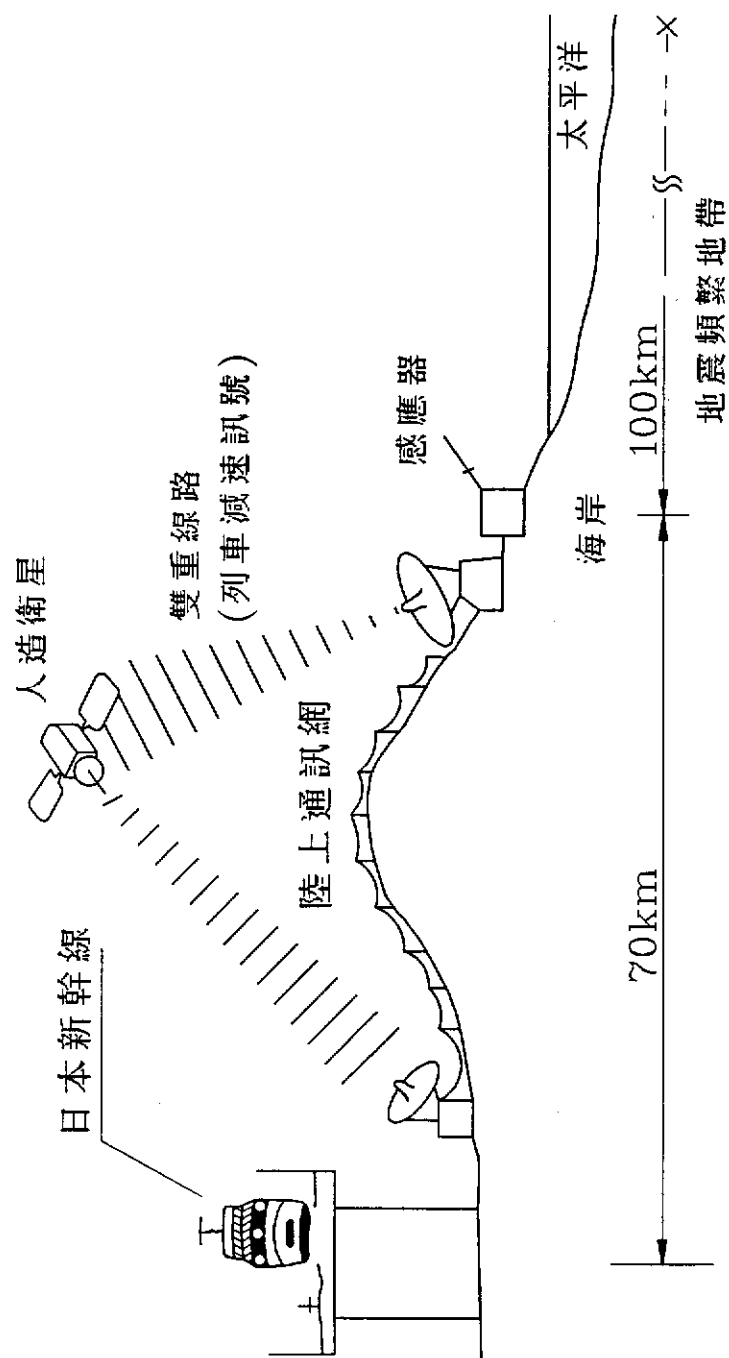 人造衛星
雙重線路
(列車減速訊號)
日本新幹線
陸上通訊網
感應器
太平洋
海岸
70km
100km
地震頻繁地帶